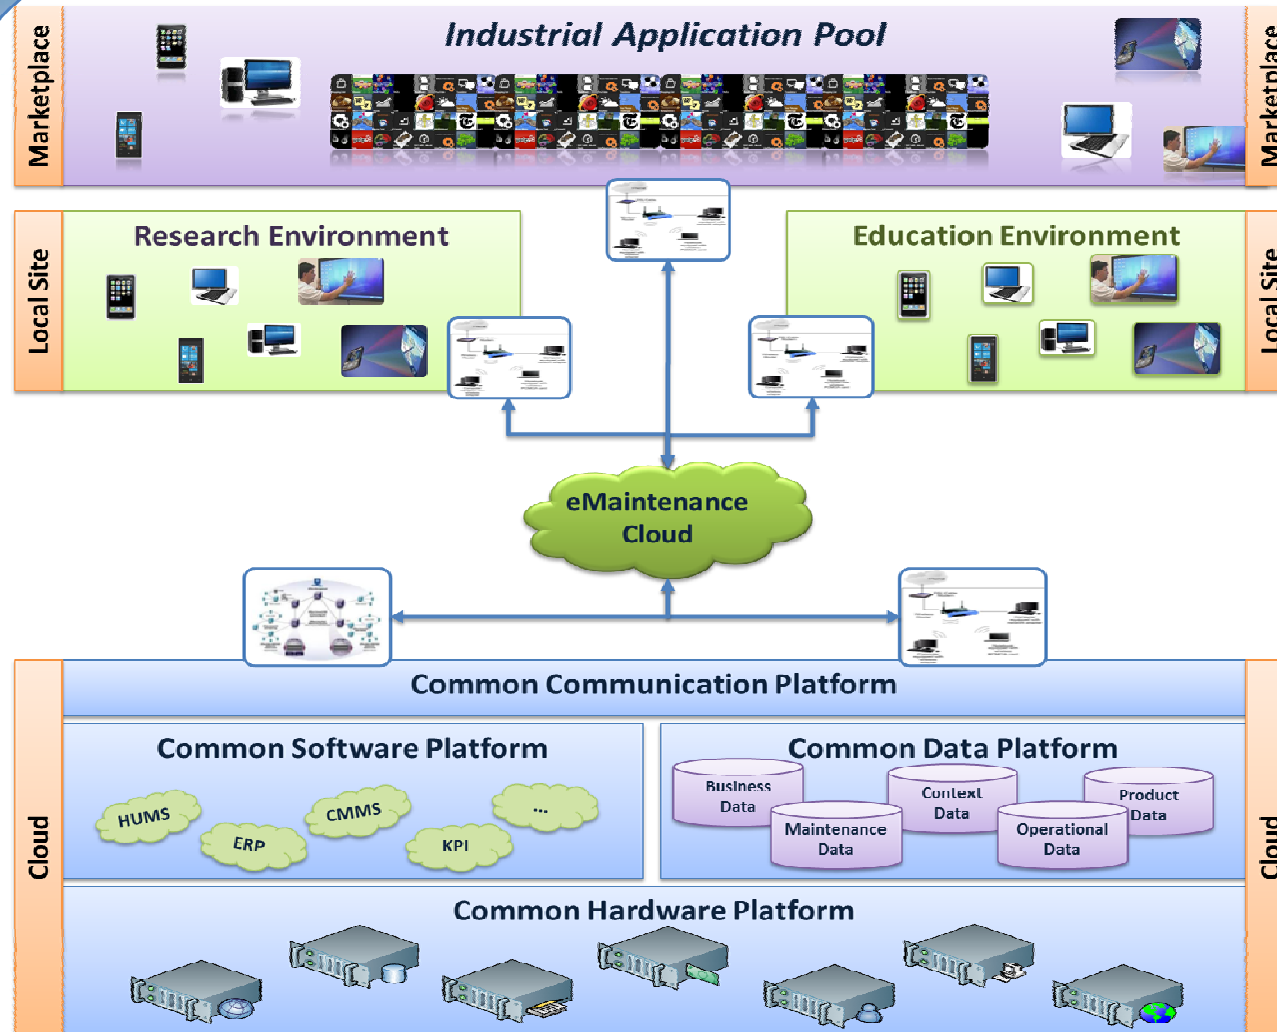 Industrial Application Pool
Marketplace
Marketplace
Research Environment
Education Environment
Local Site
Local Site
eMaintenance
Cloud
Common Communication Platform
Common Software Platform
Common Data Platform
HUMS
ERP
CMMS
KPI
...
Business
Data
Maintenance
Data
Context
Data
Operational
Data
Product
Data
Cloud
Cloud
Common Hardware Platform